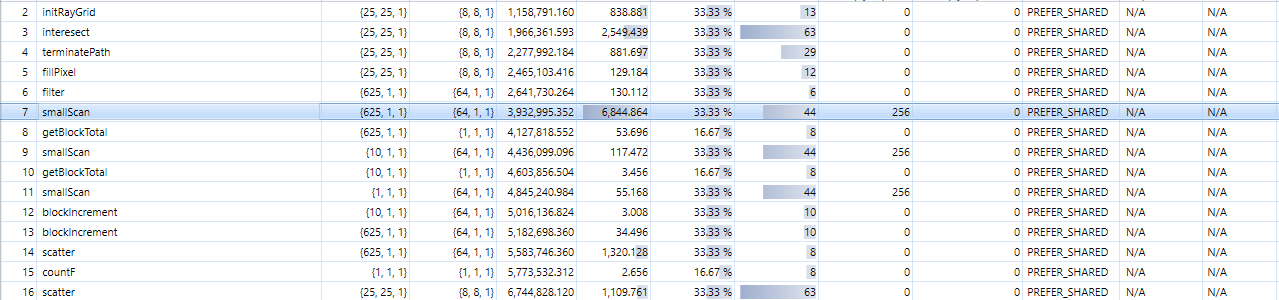 2 initRayGrid {25, 25, 1} {8, 8, 1} 1,158,791.160 838.881 33.33 % 13 0 0 PREFER_SHARED N/A N/A
3 interesect {25, 25, 1} {8, 8, 1} 1,966,361.593 2,549.439 33.33 % 63 0 0 PREFER_SHARED N/A N/A
4 terminatePath {25, 25, 1} {8, 8, 1} 2,277,992.184 881.697 33.33 % 29 0 0 PREFER_SHARED N/A N/A
5 fillPixel {25, 25, 1} {8, 8, 1} 2,465,103.416 129.184 33.33 % 12 0 0 PREFER_SHARED N/A N/A
6 filter {625, 1, 1} {64, 1, 1} 2,641,730.264 130.112 33.33 % 6 0 0 PREFER_SHARED N/A N/A
7 smallScan {625, 1, 1} {64, 1, 1} 3,932,995.352 6,844.864 33.33 % 44 256 0 PREFER_SHARED N/A N/A
8 getBlockTotal {625, 1, 1} {1, 1, 1} 4,127,818.552 53.696 16.67 % 8 0 0 PREFER_SHARED N/A N/A
9 smallScan {10, 1, 1} {64, 1, 1} 4,436,099.096 117.472 33.33 % 44 256 0 PREFER_SHARED N/A N/A
10 getBlockTotal {10, 1, 1} {1, 1, 1} 4,603,856.504 3.456 16.67 % 8 0 0 PREFER_SHARED N/A N/A
11 smallScan {1, 1, 1} {64, 1, 1} 4,845,240.984 55.168 33.33 % 44 256 0 PREFER_SHARED N/A N/A
12 blockIncrement {10, 1, 1} {64, 1, 1} 5,016,136.824 3.008 33.33 % 10 0 0 PREFER_SHARED N/A N/A
13 blockIncrement {625, 1, 1} {64, 1, 1} 5,182,698.360 34.496 33.33 % 10 0 0 PREFER_SHARED N/A N/A
14 scatter {625, 1, 1} {64, 1, 1} 5,583,746.360 1,320.128 33.33 % 8 0 0 PREFER_SHARED N/A N/A
15 countF {1, 1, 1} {1, 1, 1} 5,773,532.312 2.656 16.67 % 8 0 0 PREFER_SHARED N/A N/A
16 scatter {25, 25, 1} {8, 8, 1} 6,744,828.120 1,109.761 33.33 % 63 0 0 PREFER_SHARED N/A N/A